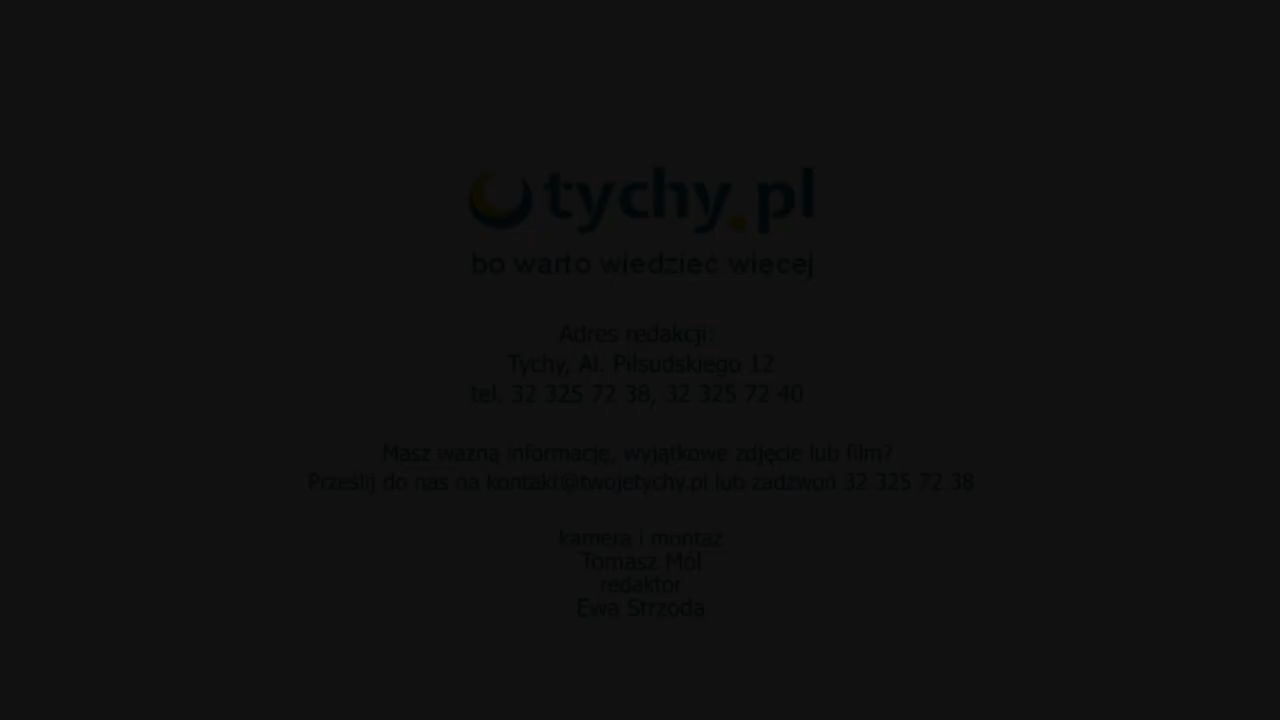 tychy.pl
bo warto wiedzieć więcej
Adres redakcji:
Tychy, Al. Piłsudskiego 12
tel. 32 325 72 38, 32 325 72 40
Masz ważną informację, wyjątkowe zdjęcie lub film?
Prześlij do nas na kontakt@twojetychy.pl lub zadzwoń 32 325 72 38
kamera i montaż
Tomasz Mól
redaktor
Ewa Strzoda